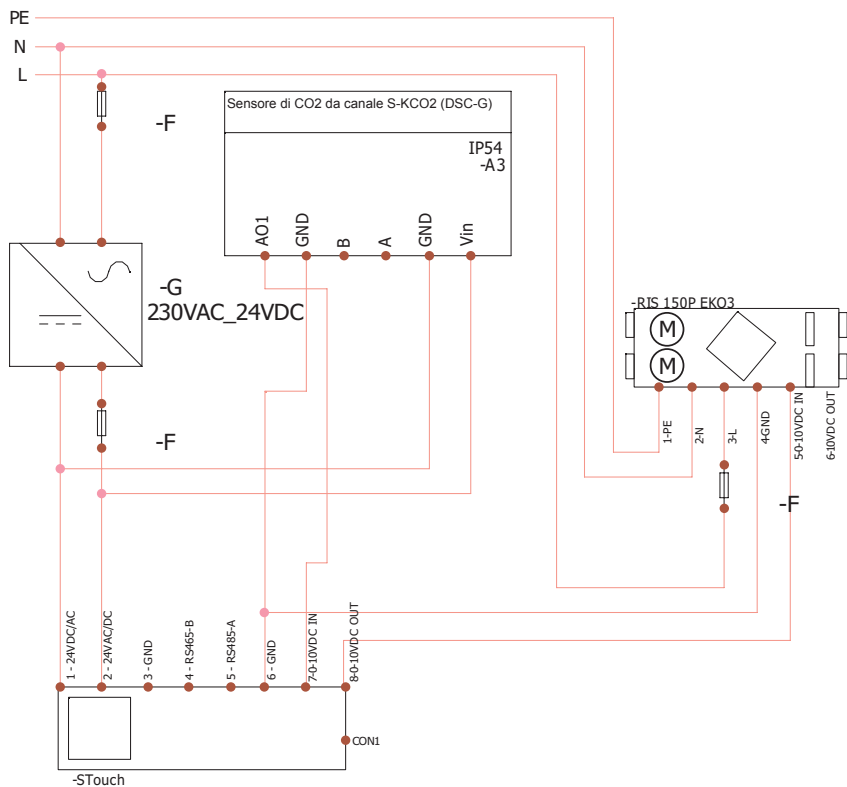 PE
N
L
-F
Sensore di CO2 da canale S-KCO2 (DSC-G)
IP54
-A3
AO1
GND
B
A
GND
Vin
-G
230VAC_24VDC
-RIS 150P EKO3
M
M
1-PE
2-N
3-L
4-GND
5-0-10VDC IN
6-10VDC OUT
-F
-F
1 - 24VDC/AC
2 - 24VAC/DC
3 - GND
4 - RS465-B
5 - RS485-A
6 - GND
7-0-10VDC IN
8-0-10VDC OUT
CON1
-STouch